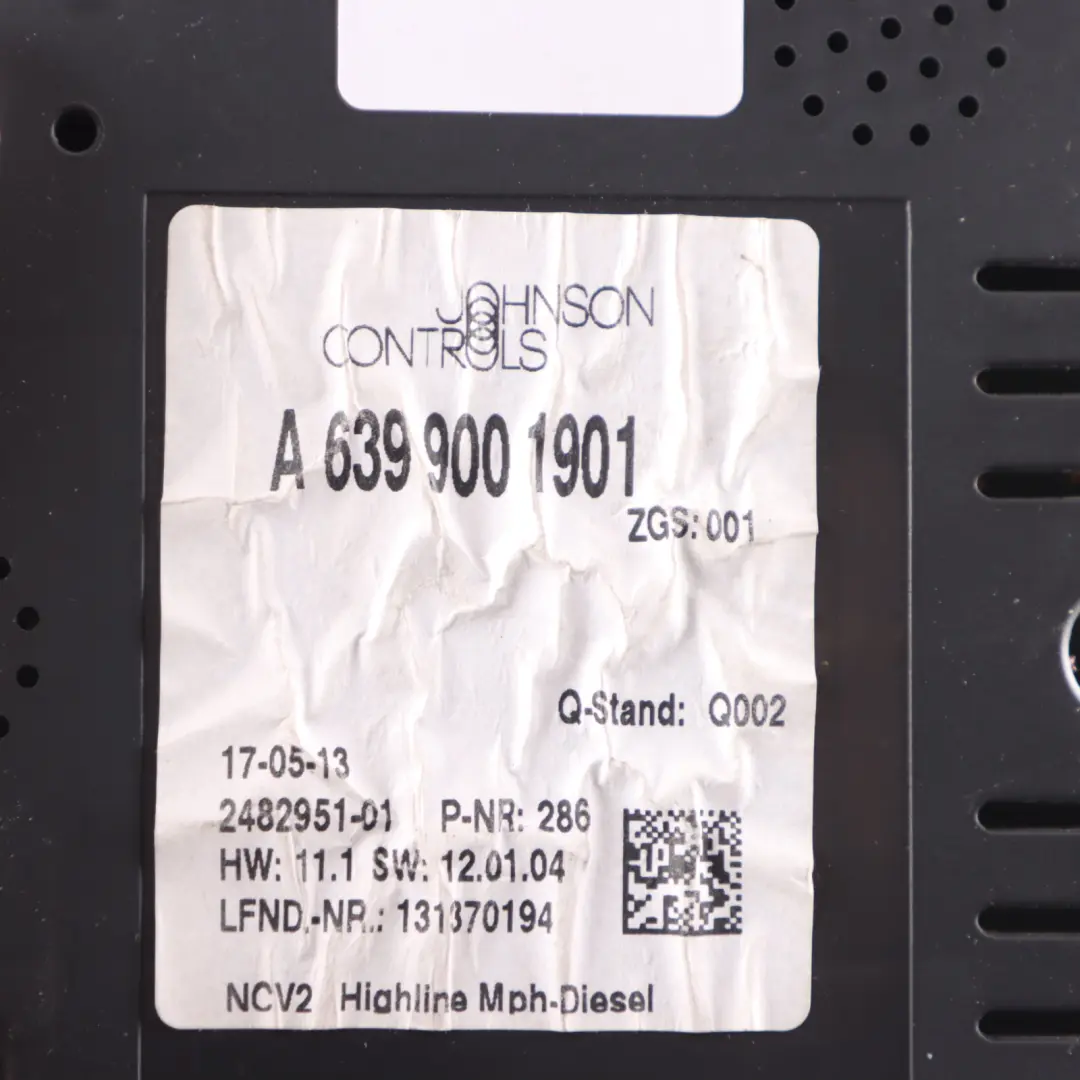 JOHNSON
CONTROLS
A 639 900 1901
ZGS: 001
Q-Stand: Q002
17-05-13
2482951-01 P-NR: 286
HW: 11.1 SW: 12.01.04
LFND.-NR.: 131370194
NCV2 Highline Mph-Diesel